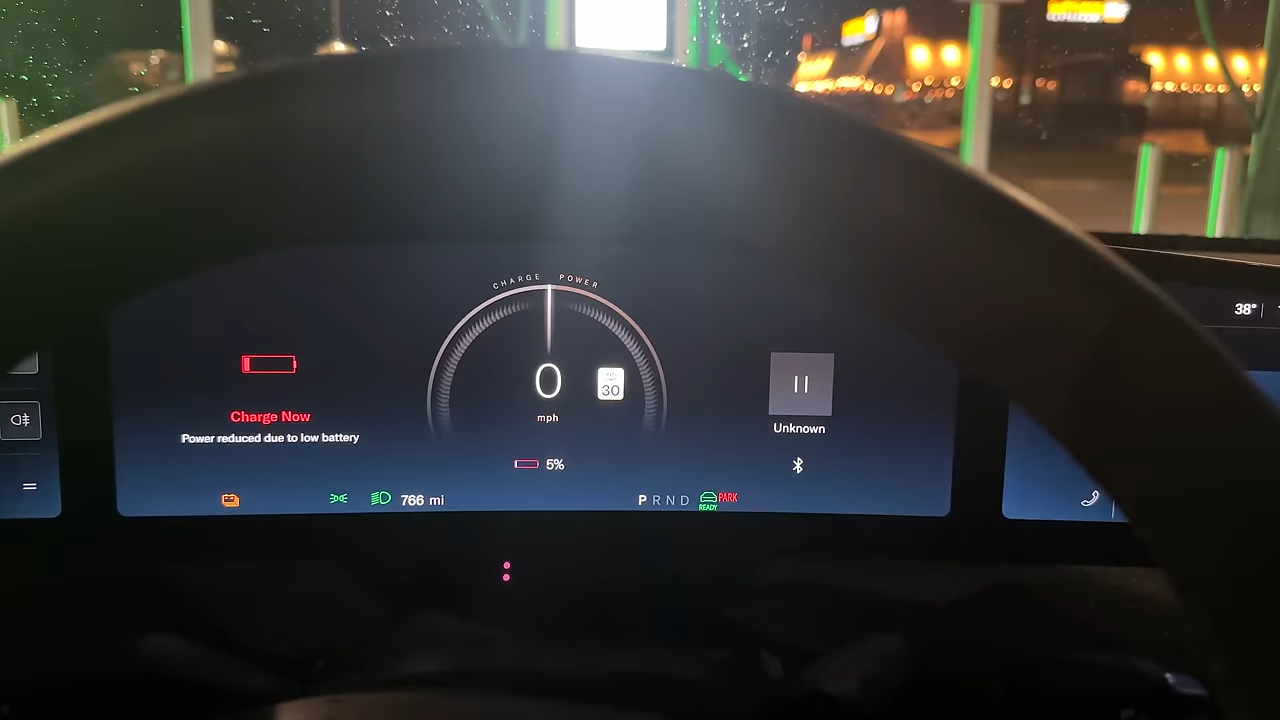 CHARGE POWER
38°
0
30
mph
Charge Now
Power reduced due to low battery
Unknown
5%
766 mi
P R N D
READY
PARK